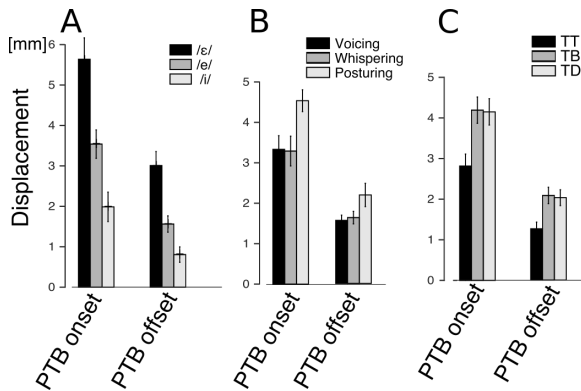 A
[mm]
Displacement
6
5
4
3
2
1
0
/ε/
/e/
/i/
PTB onset
PTB offset
B
Voicing
Whispering
Posturing
5
4
3
2
1
0
PTB onset
PTB offset
C
TT
TB
TD
5
4
3
2
1
0
PTB onset
PTB offset